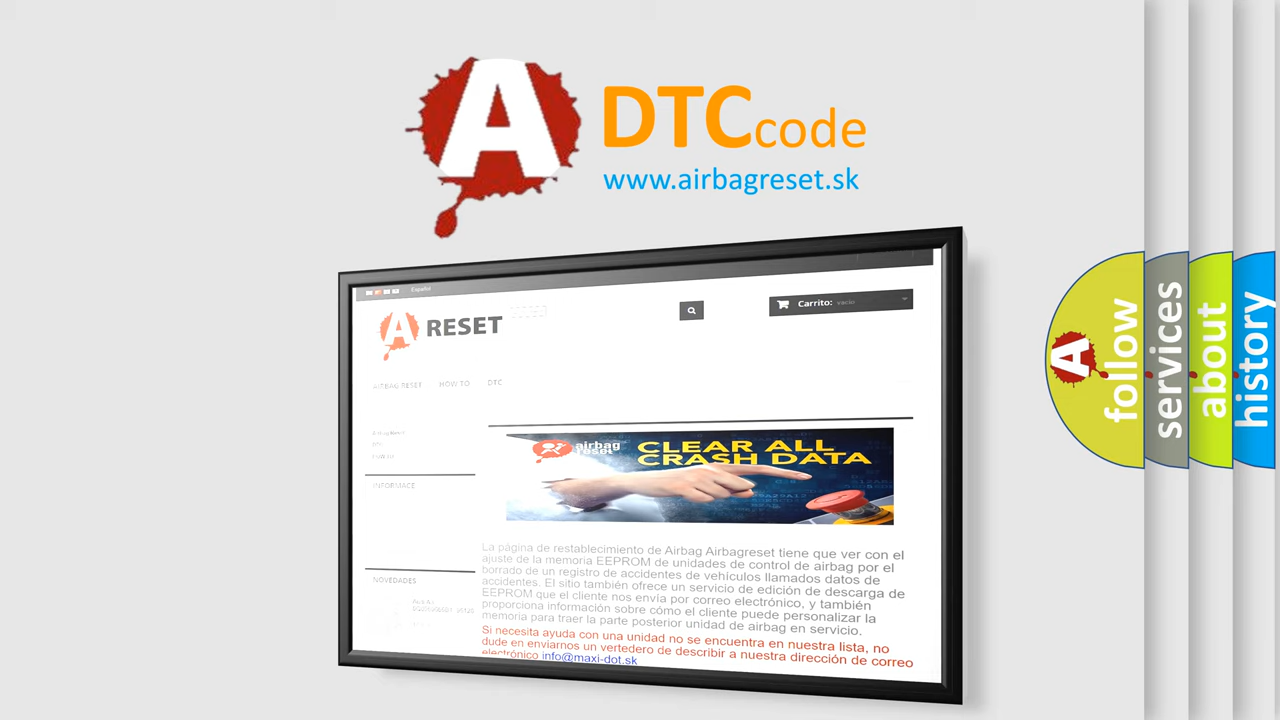 A
DTCcode
www.airbagreset.sk
Español
A RESET
Carrito: vacío
AIRBAG RESET HOW TO DTC
INFORMACE
airbag
reset
CLEAR ALL
CRASH DATA
La página de restablecimiento de Airbag Airbagreset tiene que ver con el
ajuste de la memoria EEPROM de unidades de control de airbag por el
borrado de un registro de accidentes de vehículos llamados datos de
accidentes. El sitio también ofrece un servicio de edición de descarga de
EEPROM que el cliente nos envía por correo electrónico, y también
proporciona información sobre cómo el cliente puede personalizar la
memoria para traer la parte posterior unidad de airbag en servicio.
Si necesita ayuda con una unidad no se encuentra en nuestra lista, no
dude en enviarnos un vertedero de describir a nuestra dirección de correo
electrónico info@maxi-dot.sk
NOVEDADES
A
follow
services
about
history